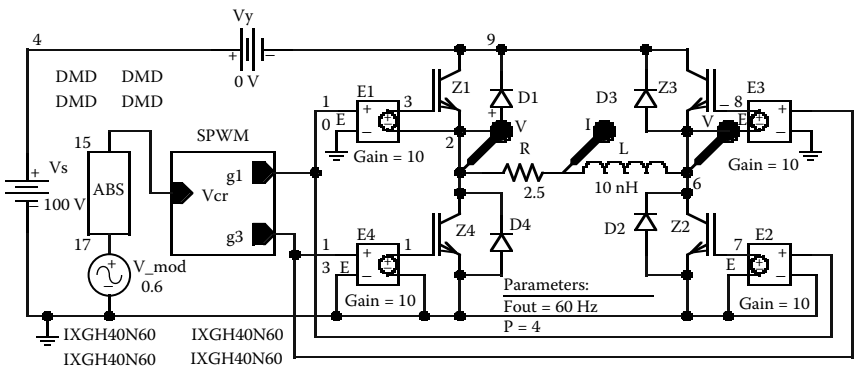 Vy
4
+
−
9
0 V
DMD DMD
DMD DMD
1
E1
0 E
+
−
3
Z1
+
D1
V
2
Gain = 10
D3
Z3
I
V
− 8
E3
E
+
−
Gain = 10
15
SPWM
Vs
+
− 100 V
ABS
Vcr
g1
g3
R
2.5
L
10 nH
6
17
V_mod
0.6
1
E4
3 E
+
−
1
Z4
D4
Gain = 10
D2
Z2
7
E2
E
+
−
Gain = 10
Parameters:
Fout = 60 Hz
P = 4
IXGH40N60 IXGH40N60
IXGH40N60 IXGH40N60